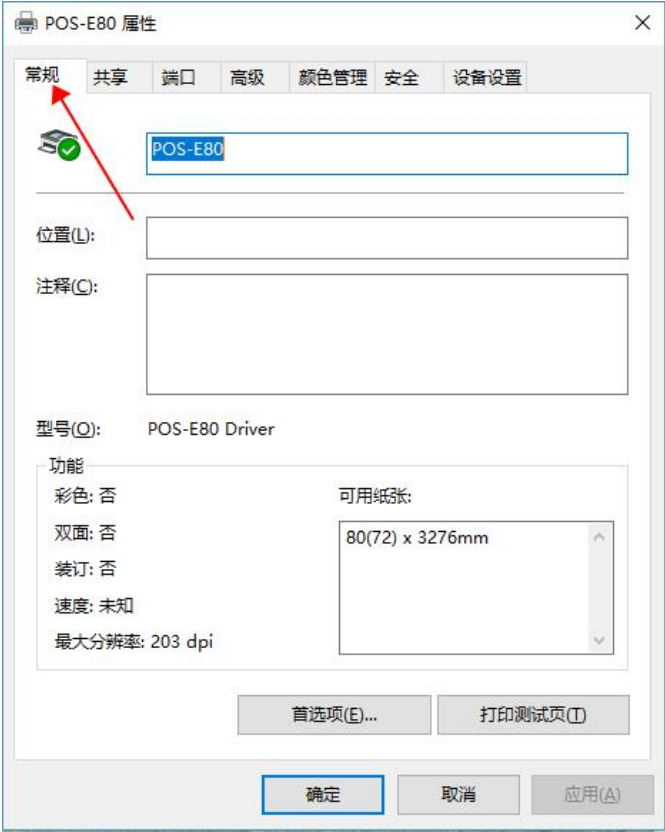 POS-E80 属性
常规 共享 端口 高级 颜色管理 安全 设备设置
POS-E80
位置(L):
注释(C):
型号(O): POS-E80 Driver
功能
彩色: 否 可用纸张:
双面: 否 80(72) x 3276mm
装订: 否
速度: 未知
最大分辨率: 203 dpi
首选项(E)... 打印测试页(T)
确定 取消 应用(A)